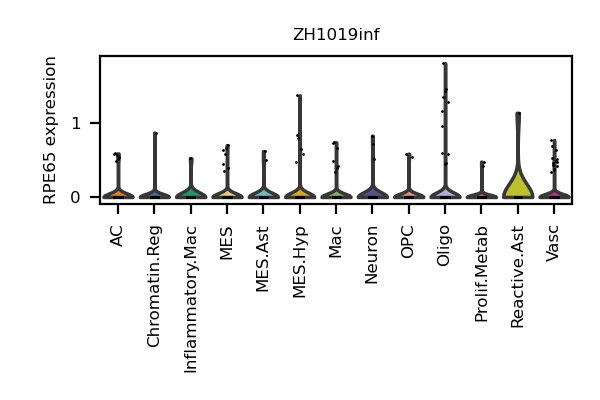 ZH1019inf
RPE65 expression
1
0
AC
Chromatin.Reg
Inflammatory.Mac
MES
MES.Ast
MES.Hyp
Mac
Neuron
OPC
Oligo
Prolif.Metab
Reactive.Ast
Vasc